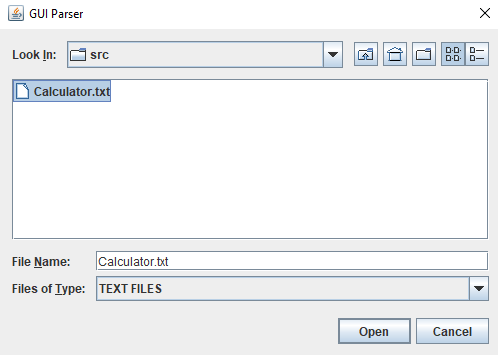 GUI Parser
Look In: src
Calculator.txt
File Name: Calculator.txt
Files of Type: TEXT FILES
Open Cancel